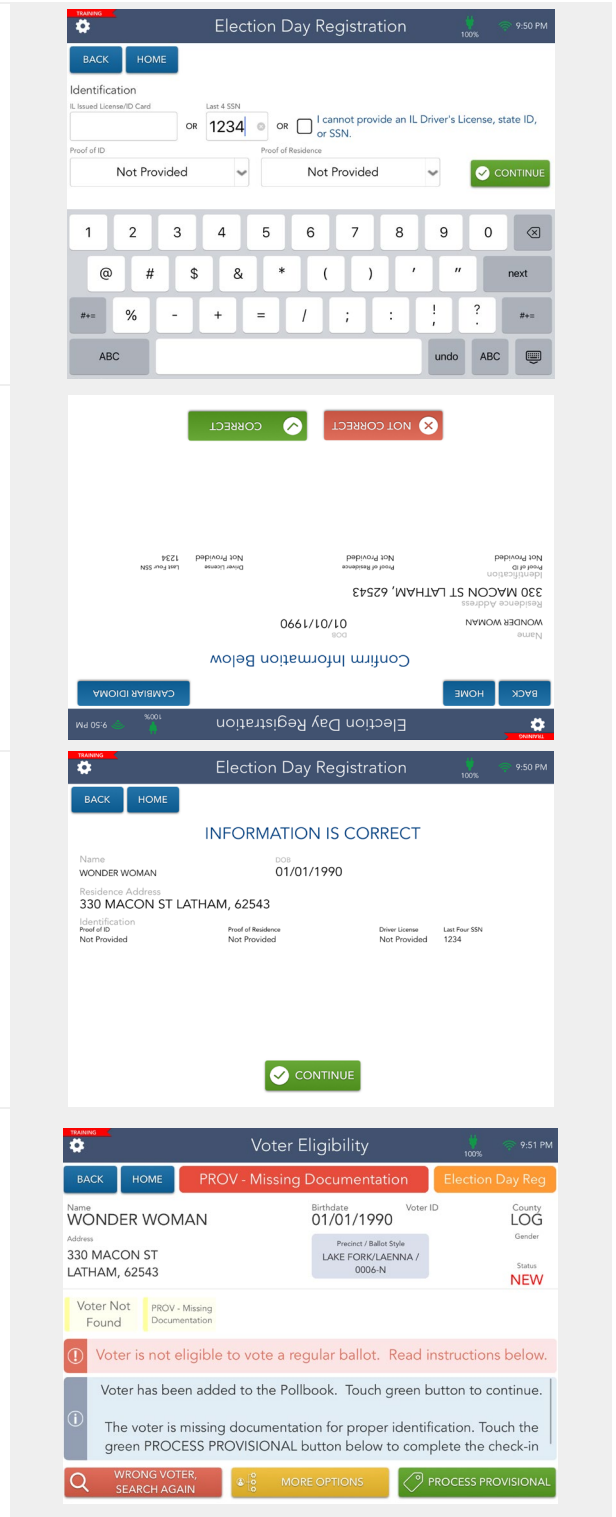 TRAINING
Election Day Registration
100%
9:50 PM
BACK
HOME
Identification
IL Issued License/ID Card
Last 4 SSN
OR
1234
OR
I cannot provide an IL Driver's License, state ID,
or SSN.
Proof of ID
Proof of Residence
Not Provided
Not Provided
CONTINUE
1 2 3 4 5 6 7 8 9 0
@ # $ & * ( ) ' " next
#+= % - + = / ; : ! , ? . #+=
ABC undo ABC
TRAINING
Election Day Registration
100%
9:50 PM
BACK
HOME
CAMBIAR IDIOMA
Confirm Information Below
Name
DOB
WONDER WOMAN
01/01/1990
Residence Address
330 MACON ST LATHAM, 62543
Identification
Proof of ID
Proof of Residence
Driver License
Last Four SSN
Not Provided
Not Provided
Not Provided
1234
NOT CORRECT
CORRECT
TRAINING
Election Day Registration
100%
9:50 PM
BACK
HOME
INFORMATION IS CORRECT
Name
DOB
WONDER WOMAN
01/01/1990
Residence Address
330 MACON ST LATHAM, 62543
Identification
Proof of ID
Proof of Residence
Driver License
Last Four SSN
Not Provided
Not Provided
Not Provided
1234
CONTINUE
TRAINING
Voter Eligibility
100%
9:51 PM
BACK
HOME
PROV - Missing Documentation
Election Day Reg
Name
Birthdate
Voter ID
County
WONDER WOMAN
01/01/1990
LOG
Address
Gender
330 MACON ST
LATHAM, 62543
Precinct / Ballot Style
LAKE FORK/LAENNA /
0006-N
Status
NEW
Voter Not
Found
PROV - Missing
Documentation
Voter is not eligible to vote a regular ballot. Read instructions below.
Voter has been added to the Pollbook. Touch green button to continue.
The voter is missing documentation for proper identification. Touch the
green PROCESS PROVISIONAL button below to complete the check-in
WRONG VOTER,
SEARCH AGAIN
MORE OPTIONS
PROCESS PROVISIONAL